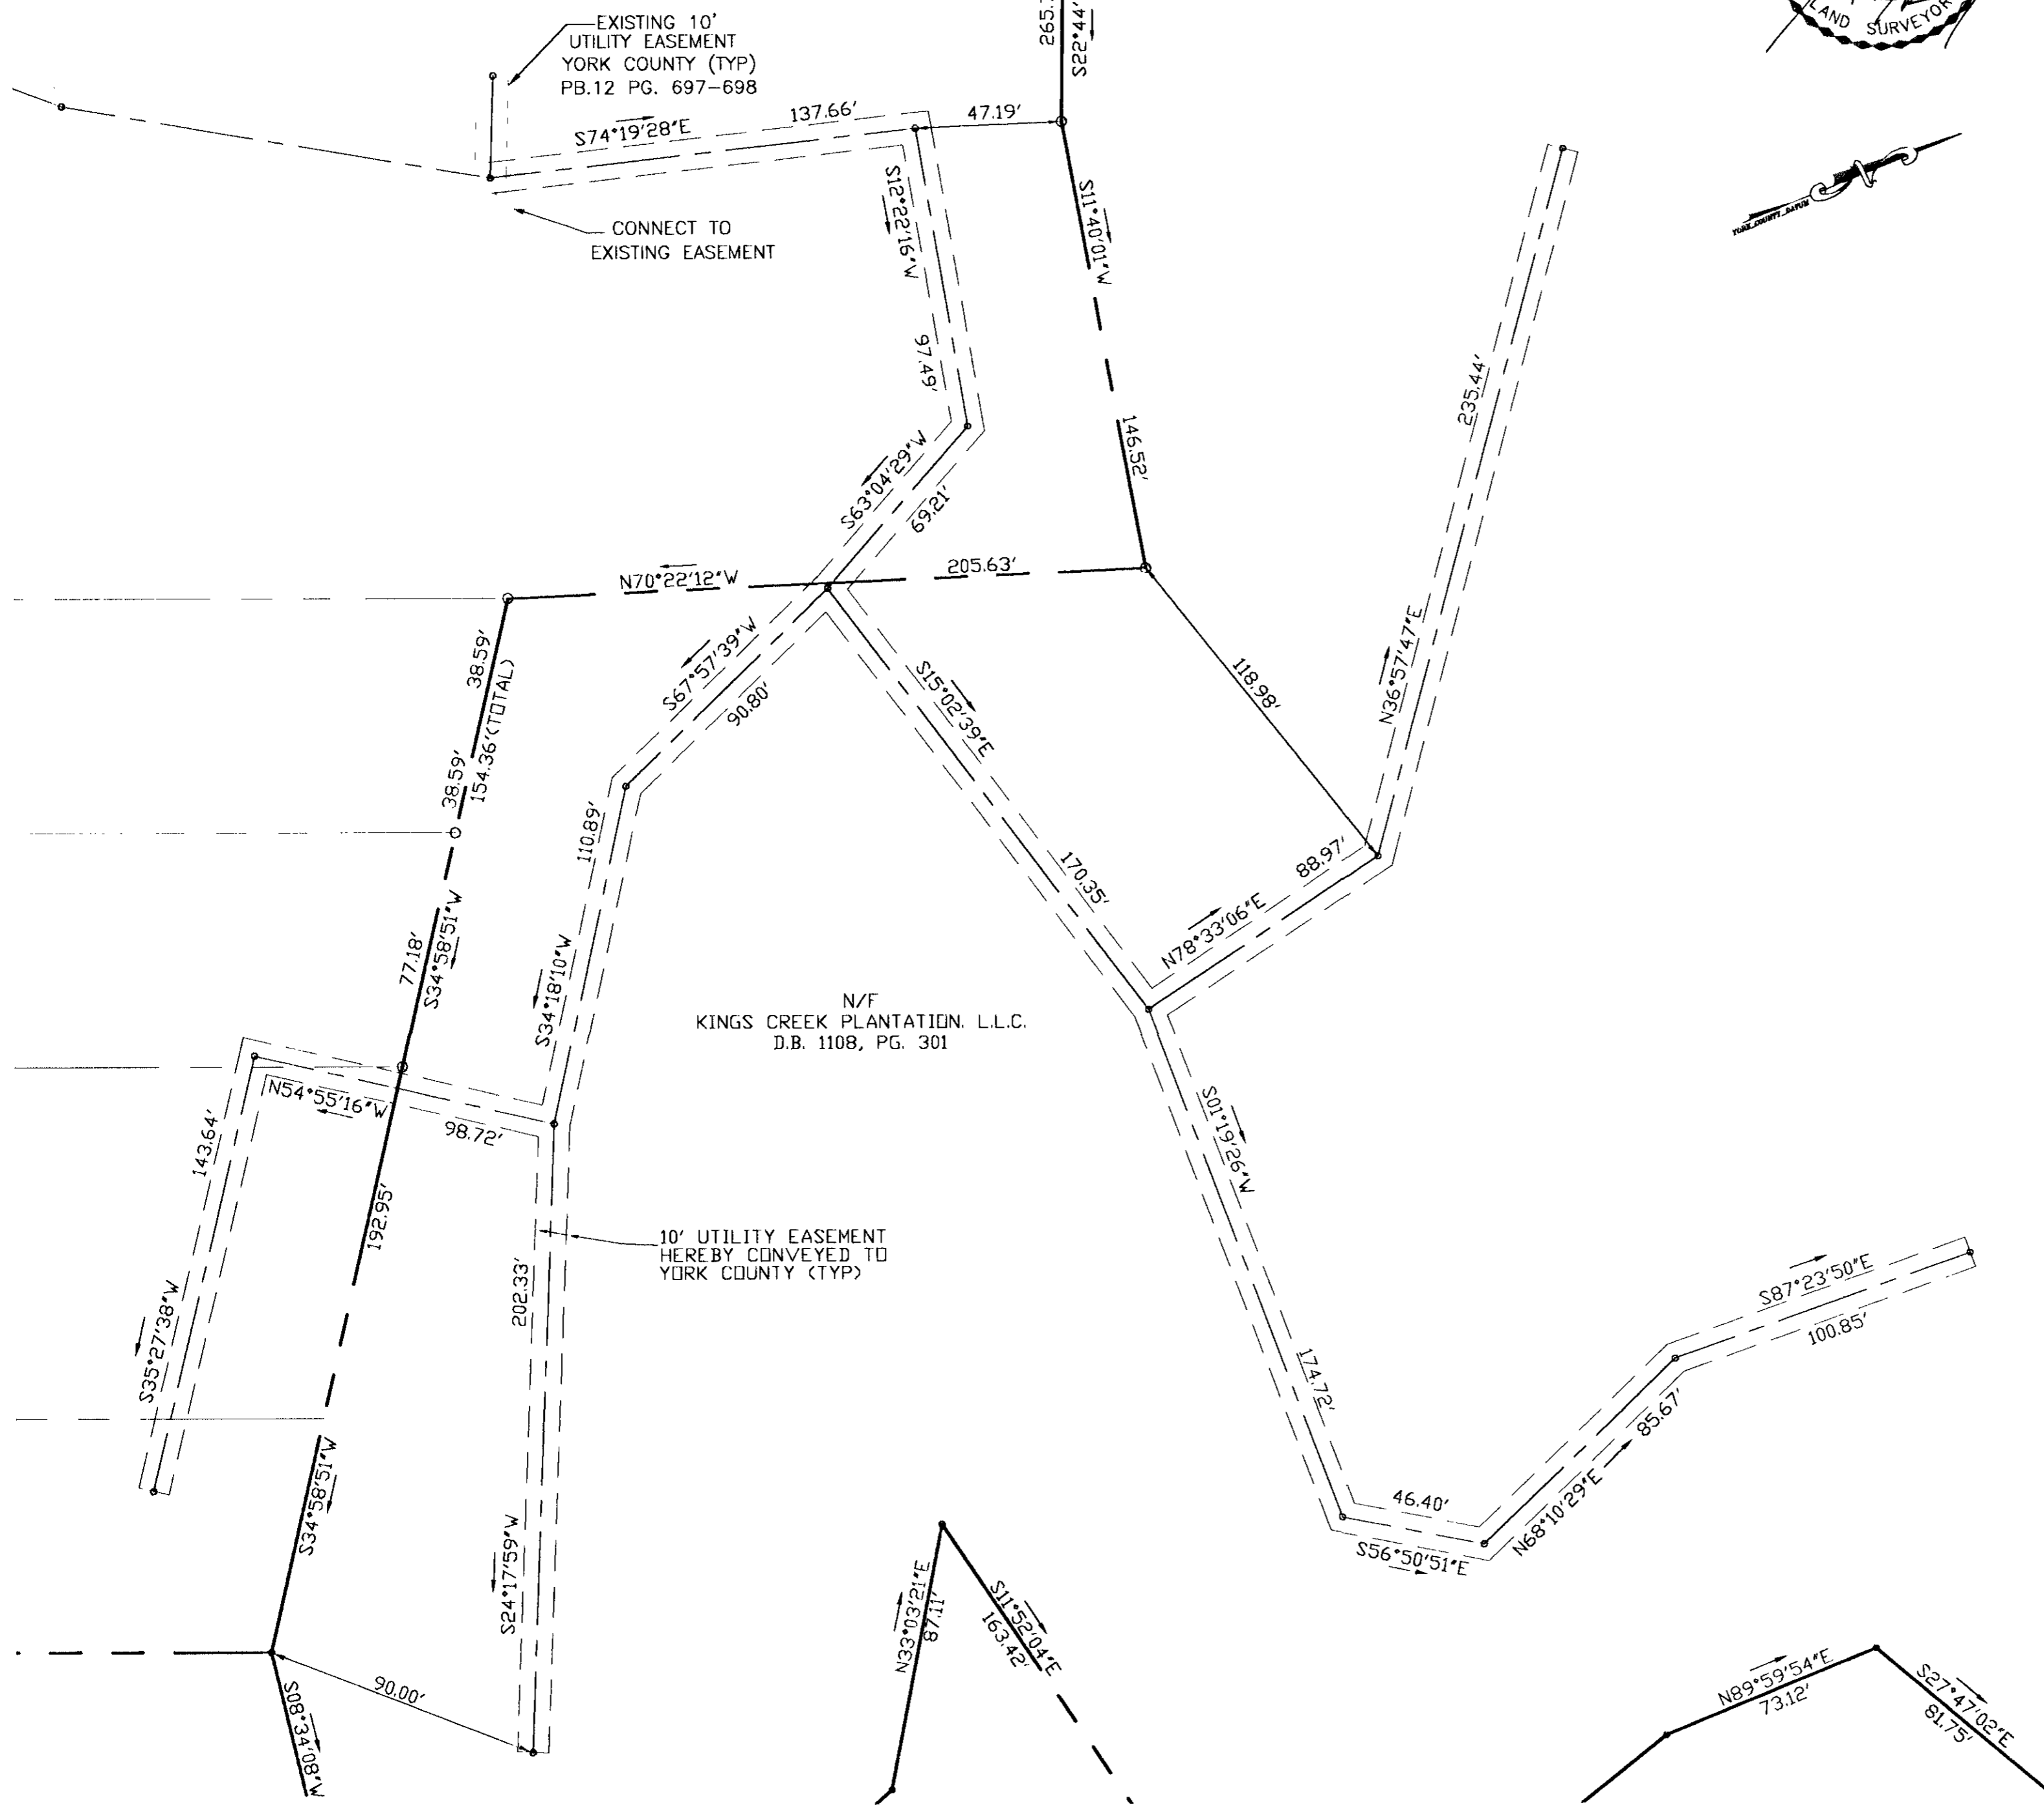 EXISTING 10'
UTILITY EASEMENT
YORK COUNTY (TYP)
PB.12 PG. 697-698
S22°44'
LAND SURVEYOR
S74°19'28"E
137.66'
47.19'
CONNECT TO
EXISTING EASEMENT
S12°22'16"W
97.49'
S11°40'01"W
146.52'
YORK COUNTY DATUM
N
235.44'
N36°57'47"E
S63°04'29"W
69.21'
N70°22'12"W
205.63'
38.59'
38.59'
154.36'(TOTAL)
S67°57'39"W
90.80'
S15°02'39"E
170.35'
118.98'
N78°33'06"E
88.97'
110.89'
S34°18'10"W
77.18'
S34°58'51"W
N/F
KINGS CREEK PLANTATION, L.L.C.
D.B. 1108, PG. 301
N54°55'16"W
98.72'
143.64'
S35°27'38"W
192.95'
S34°58'51"W
10' UTILITY EASEMENT
HEREBY CONVEYED TO
YORK COUNTY (TYP)
202.33'
S24°17'59"W
S01°19'26"W
174.72'
46.40'
S56°50'51"E
N68°10'29"E
85.67'
S87°23'50"E
100.85'
90.00'
S08°34'08"W
N33°03'21"E
87.11'
S11°52'04"E
163.42'
N89°59'54"E
73.12'
S27°47'02"E
81.75'